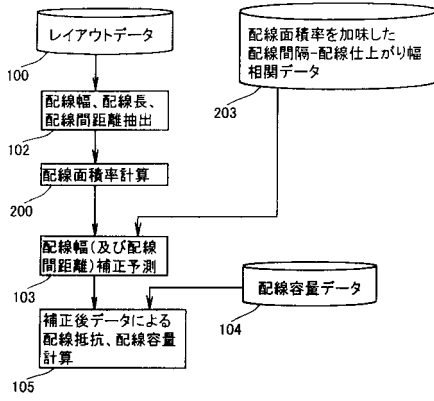 レイアウトデータ
100
配線面積率を加味した
配線間隔-配線仕上がり幅
相関データ
203
配線幅、配線長、
配線間距離抽出
102
配線面積率計算
200
配線幅(及び配線
間距離)補正予測
103
配線容量データ
104
補正後データによる
配線抵抗、配線容量
計算
105